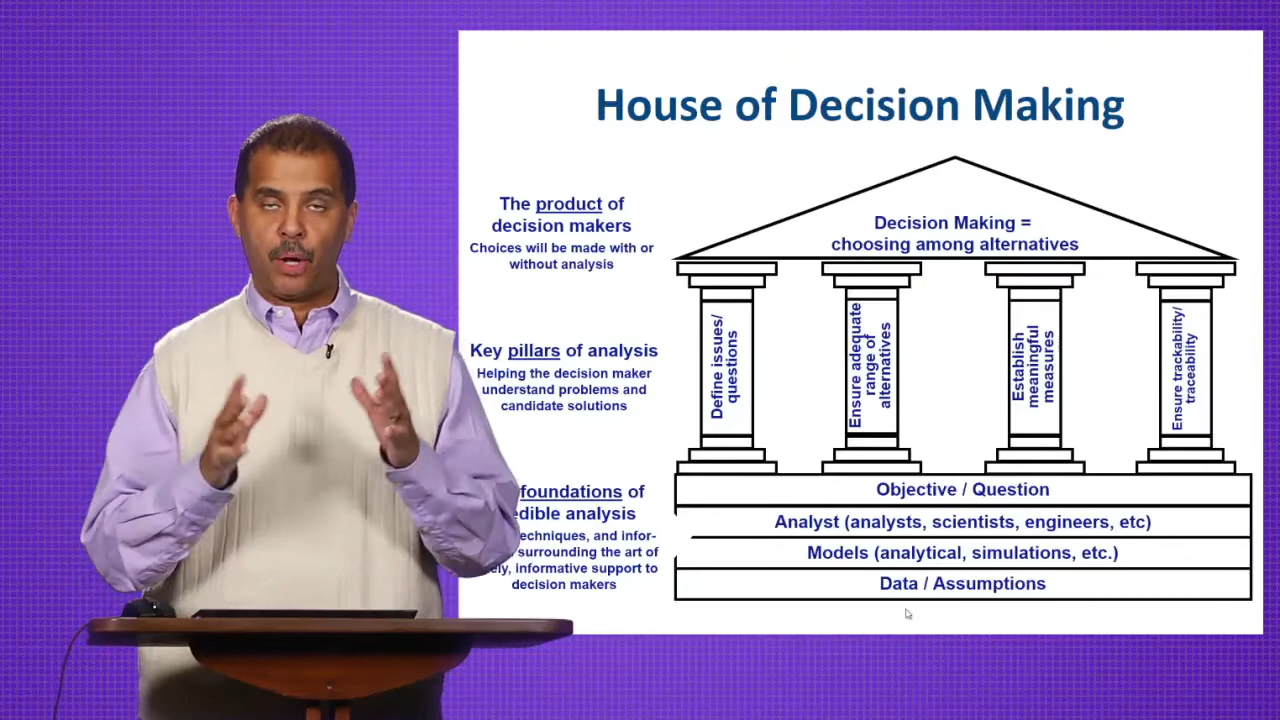 House of Decision Making
The product of
decision makers
Choices will be made with or
without analysis
Decision Making =
choosing among alternatives
Key pillars of analysis
Helping the decision maker
understand problems and
candidate solutions
Define issues/
questions
Ensure adequate
range of
alternatives
Establish
meaningful
measures
Ensure trackability/
traceability
foundations of
analysis
and infor-
surrounding the art of
informative support to
decision makers
Objective / Question
Analyst (analysts, scientists, engineers, etc)
Models (analytical, simulations, etc.)
Data / Assumptions